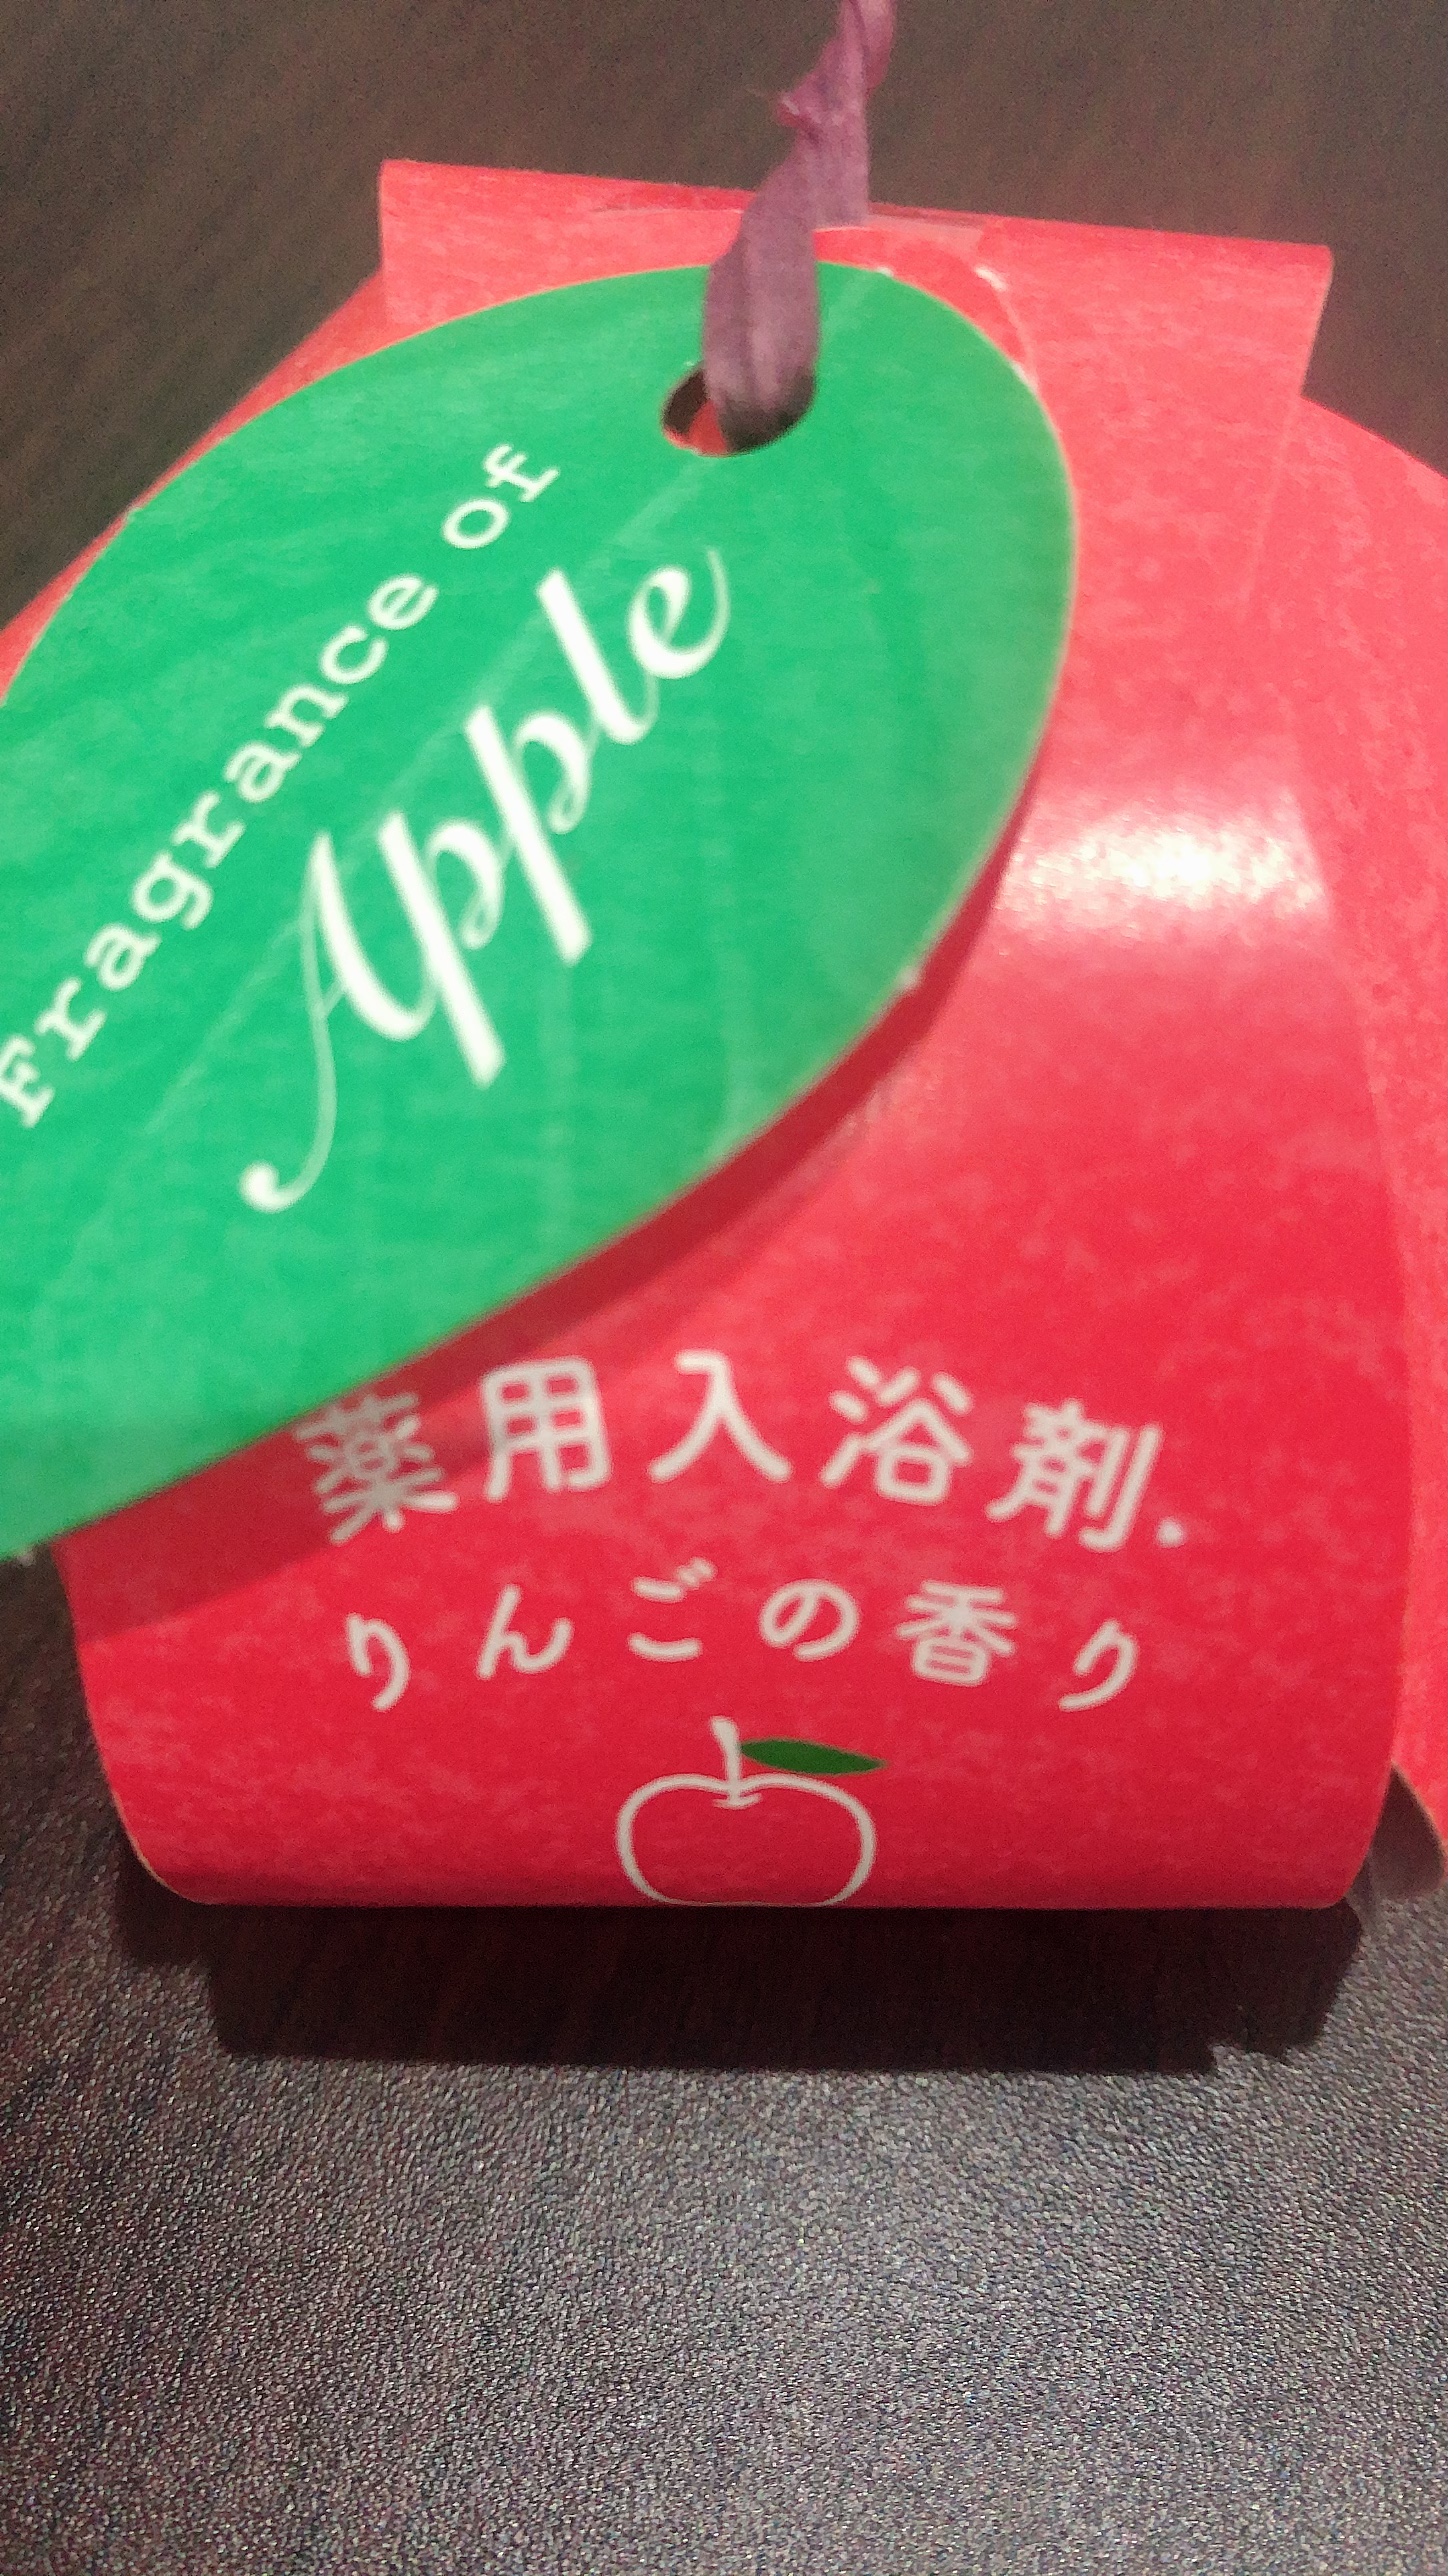 Fragrance of
Apple
薬用入浴剤.
りんごの香り